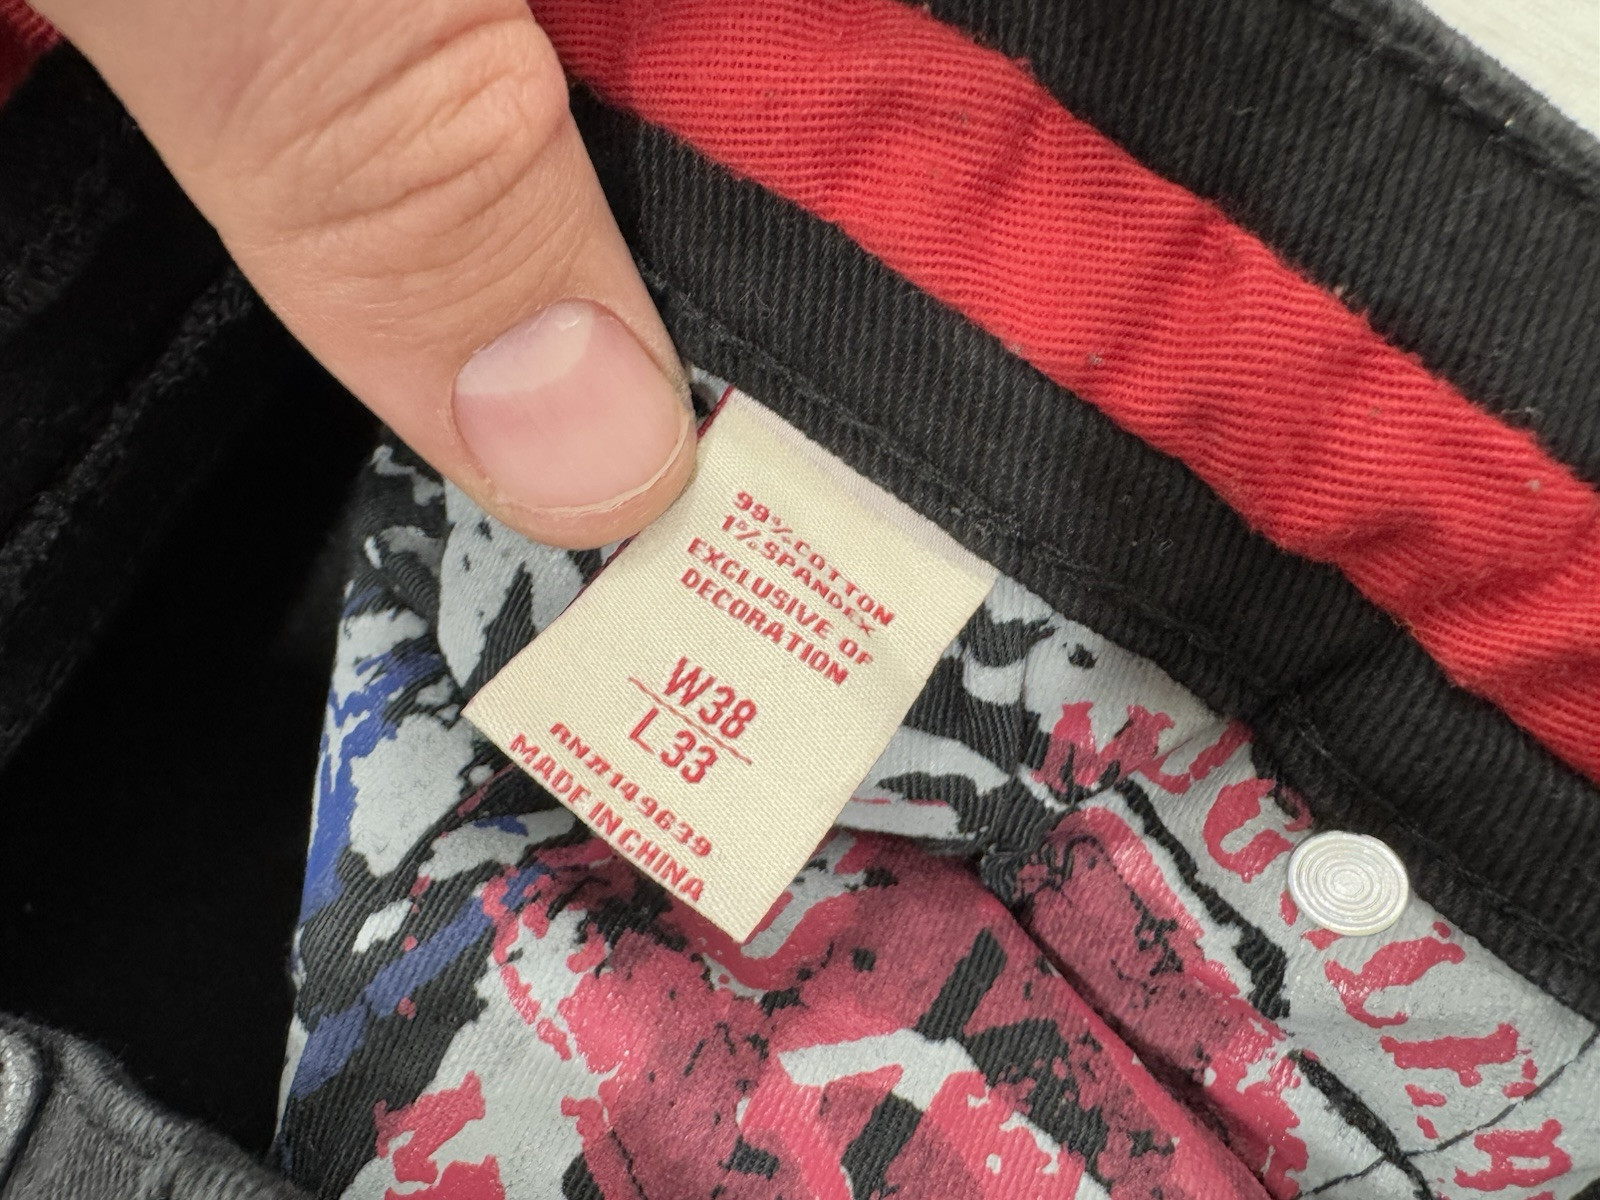 99%COTTON
1%SPANDEX
EXCLUSIVE OF
DECORATION
W38
L33
RN#149639
MADE IN CHINA